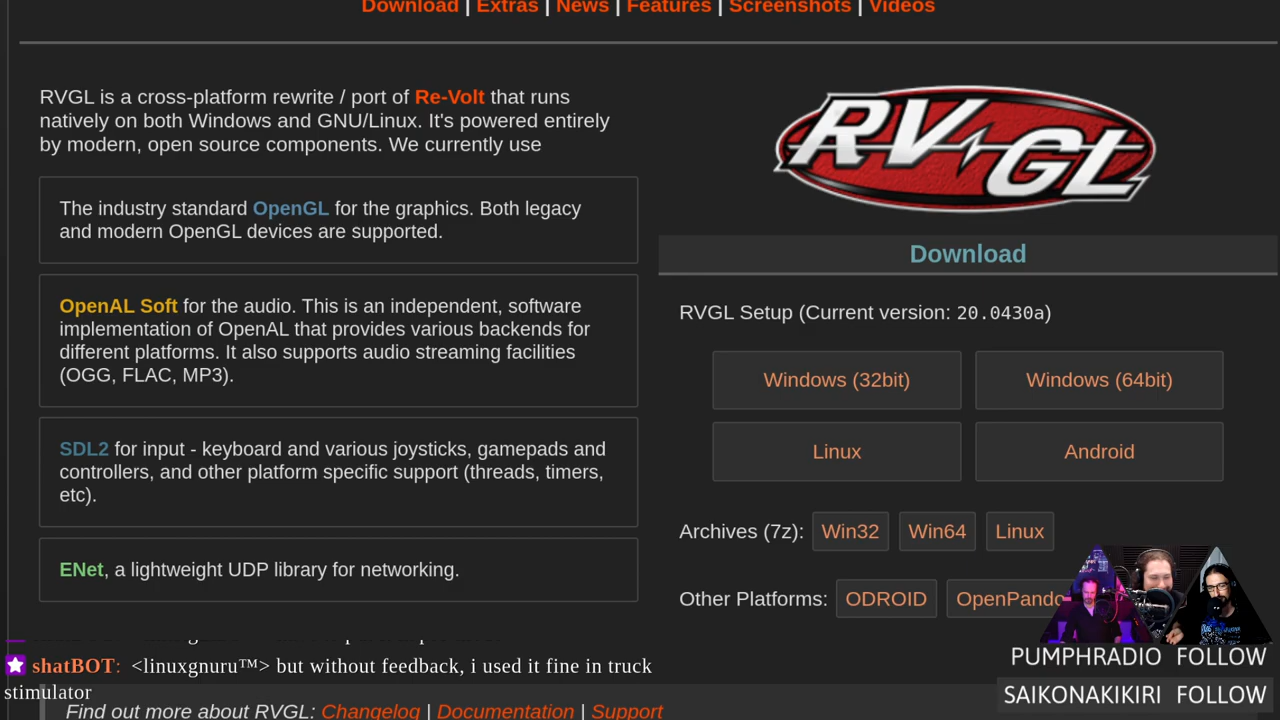 Download | Extras | News | Features | Screenshots | Videos
RVGL is a cross-platform rewrite / port of Re-Volt that runs
natively on both Windows and GNU/Linux. It's powered entirely
by modern, open source components. We currently use
The industry standard OpenGL for the graphics. Both legacy
and modern OpenGL devices are supported.
OpenAL Soft for the audio. This is an independent, software
implementation of OpenAL that provides various backends for
different platforms. It also supports audio streaming facilities
(OGG, FLAC, MP3).
SDL2 for input - keyboard and various joysticks, gamepads and
controllers, and other platform specific support (threads, timers,
etc).
ENet, a lightweight UDP library for networking.
RV GL
Download
RVGL Setup (Current version: 20.0430a)
Windows (32bit)
Windows (64bit)
Linux
Android
Archives (7z): Win32 Win64 Linux
Other Platforms: ODROID OpenPando
PUMPHRADIO FOLLOW
SAIKONAKIKIRI FOLLOW
shatBOT: <linuxgnuru™> but without feedback, i used it fine in truck
stimulator
Find out more about RVGL: Changelog | Documentation | Support